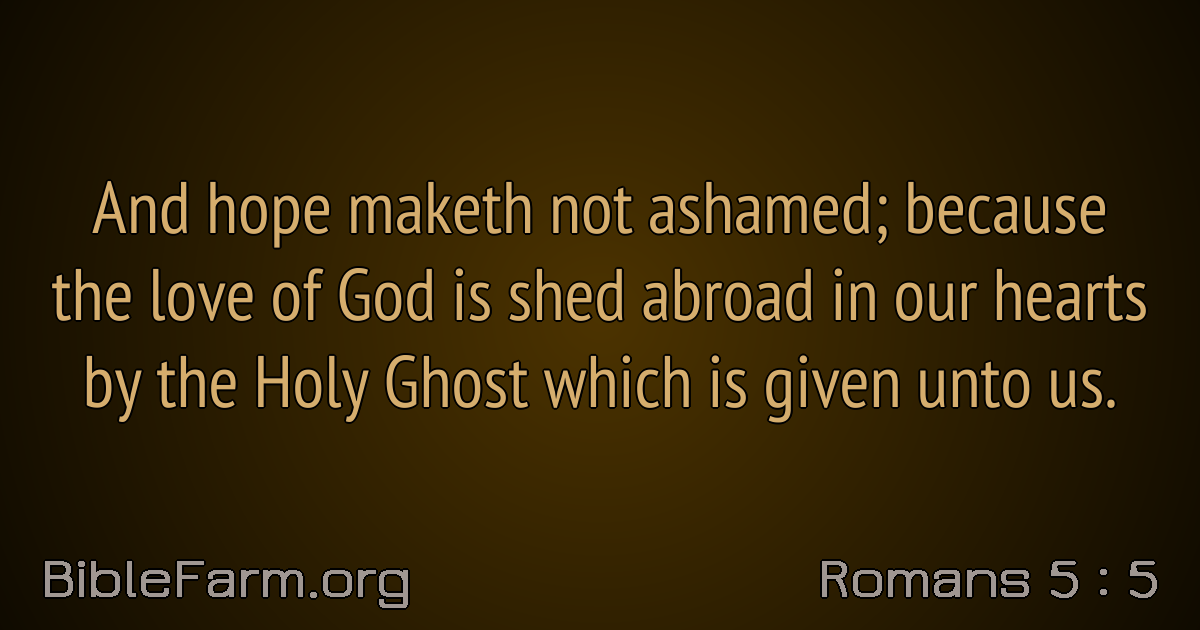 And hope maketh not ashamed; because
the love of God is shed abroad in our hearts
by the Holy Ghost which is given unto us.
BibleFarm.org
Romans 5 : 5